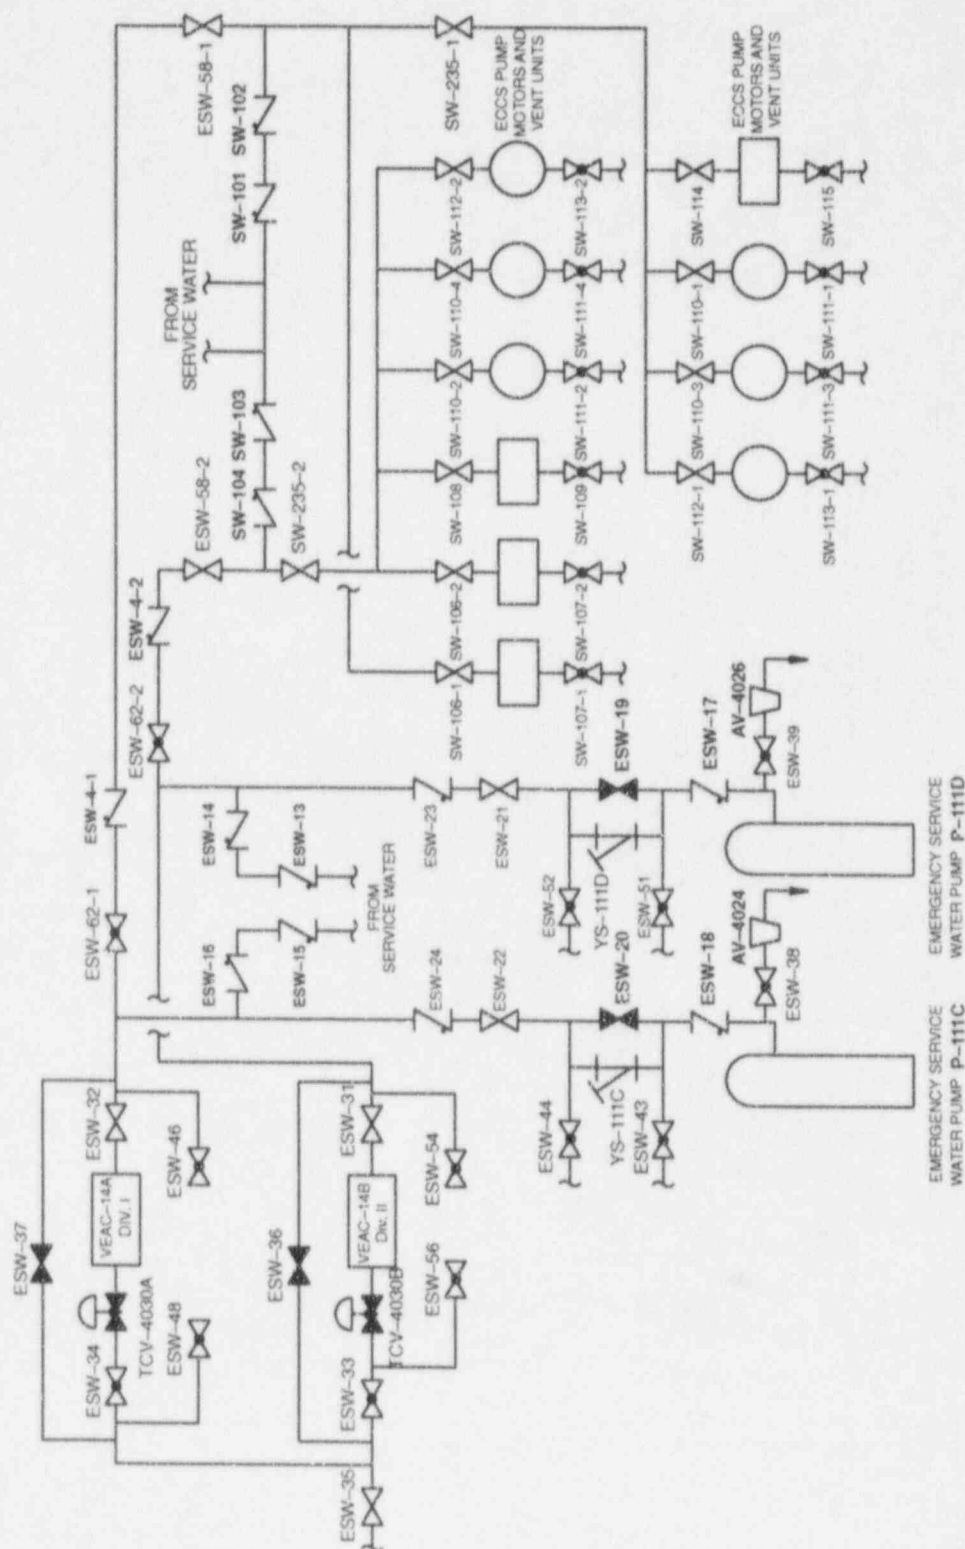 ESW-58-1
SW-102
SW-101
FROM
SERVICE WATER
SW-103
SW-104
ESW-58-2
SW-235-2
SW-235-1
ECCS PUMP
MOTORS AND
VENT UNITS
SW-112-2
SW-113-2
SW-110-4
SW-111-4
SW-110-2
SW-111-2
SW-108
SW-109
SW-106-2
SW-107-2
SW-106-1
SW-107-1
ECCS PUMP
MOTORS AND
VENT UNITS
SW-114
SW-115
SW-110-1
SW-111-1
SW-110-3
SW-111-3
SW-112-1
SW-113-1
ESW-4-2
ESW-62-2
ESW-4-1
ESW-62-1
ESW-14
ESW-13
ESW-16
ESW-15
FROM
SERVICE WATER
ESW-23
ESW-21
ESW-24
ESW-22
ESW-19
ESW-52
YS-111D
ESW-51
ESW-17
AV-4026
ESW-39
ESW-20
ESW-44
YS-111C
ESW-43
ESW-18
AV-4024
ESW-38
EMERGENCY SERVICE
WATER PUMP P-111D
EMERGENCY SERVICE
WATER PUMP P-111C
ESW-37
ESW-32
ESW-46
VEAC-14A
DIV. I
TCV-4030A
ESW-34
ESW-48
ESW-36
ESW-31
ESW-54
VEAC-14B
Div. II
TCV-4030B
ESW-56
ESW-33
ESW-35